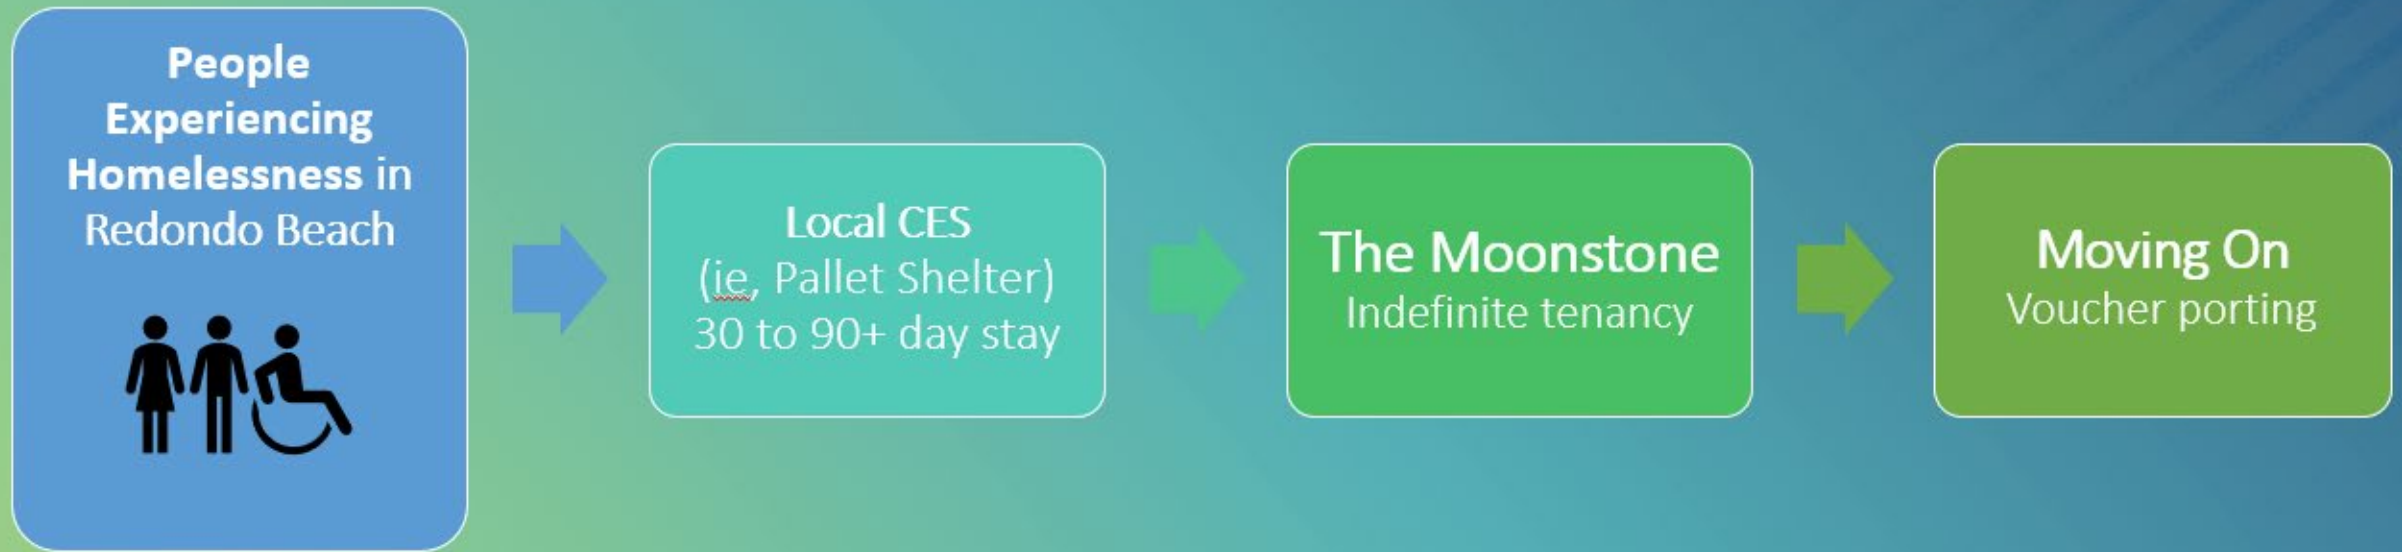 People
Experiencing
Homelessness in
Redondo Beach
Local CES
(ie, Pallet Shelter)
30 to 90+ day stay
The Moonstone
Indefinite tenancy
Moving On
Voucher porting